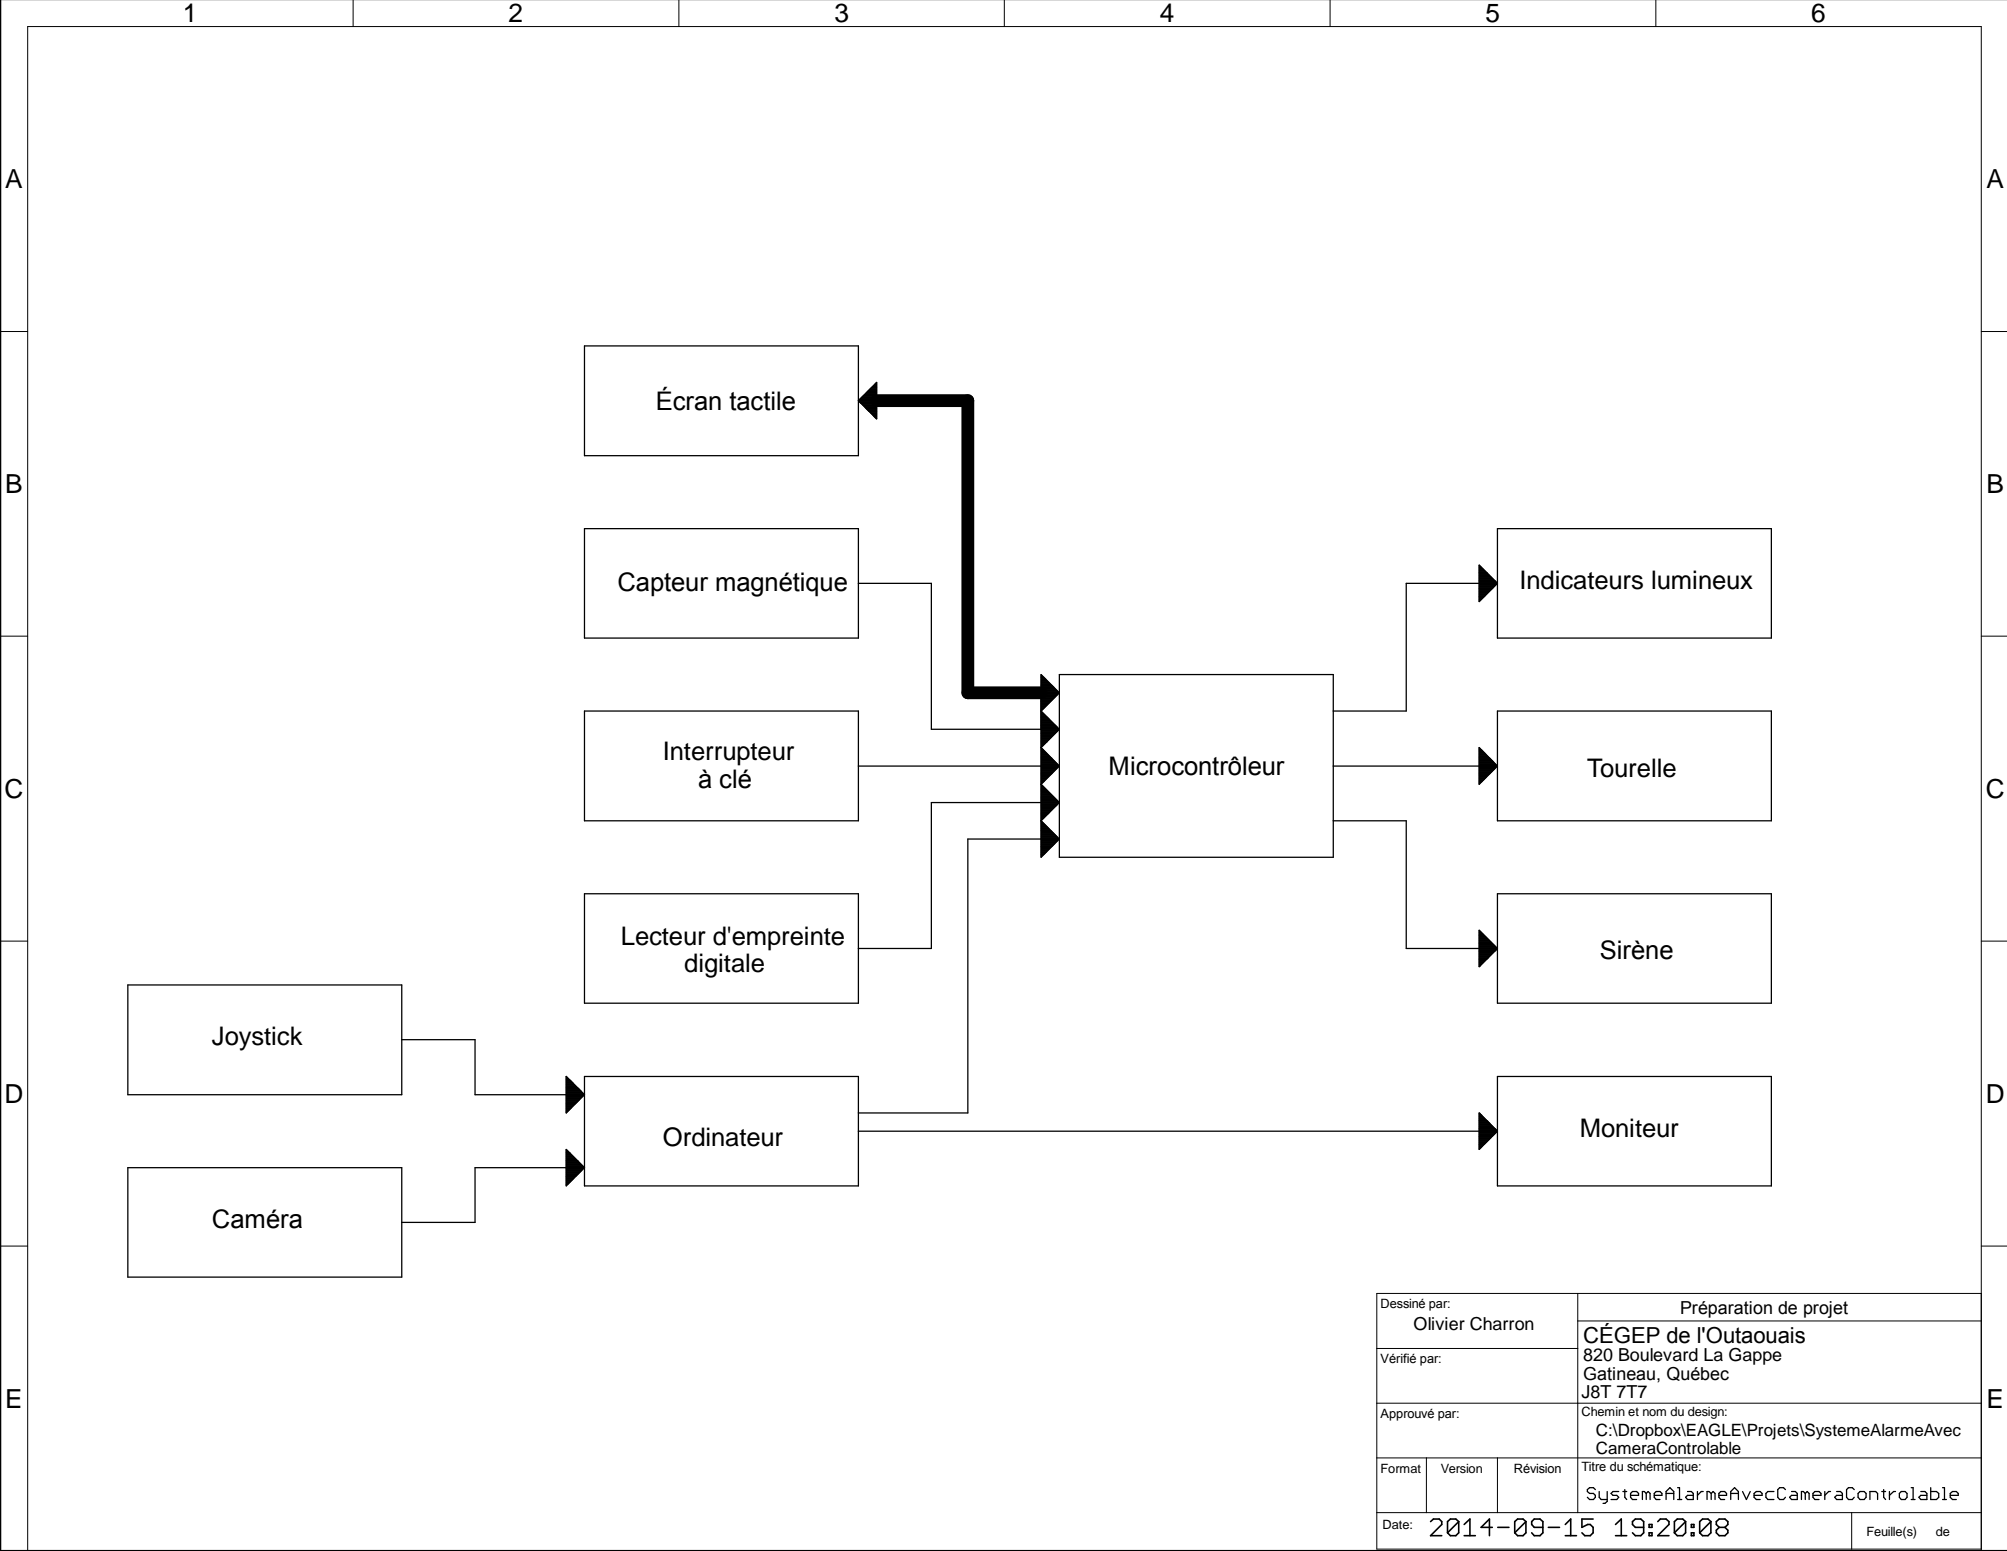 1 2 3 4 5 6
A A
Écran tactile
B B
Capteur magnétique
Indicateurs lumineux
Interrupteur
à clé
Microcontrôleur
Tourelle
C C
Lecteur d'empreinte
digitale
Sirène
Joystick
D D
Ordinateur
Moniteur
Caméra
E E
Dessiné par:
Olivier Charron
Préparation de projet
CÉGEP de l'Outaouais
820 Boulevard La Gappe
Gatineau, Québec
J8T 7T7
Vérifié par:
Approuvé par:
Chemin et nom du design:
C:\Dropbox\EAGLE\Projets\SystemeAlarmeAvec
CameraControlable
Format Version Révision
Titre du schématique:
SystemeAlarmeAvecCameraControlable
Date: 2014-09-15 19:20:08
Feuille(s) de